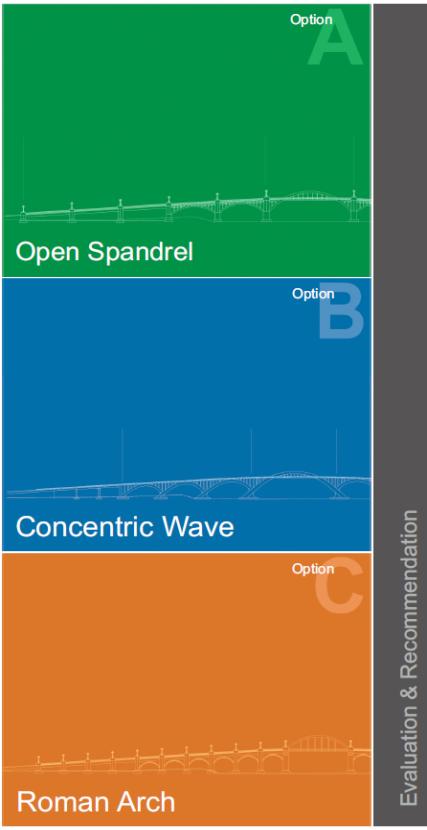 Option
A
Open Spandrel
Option
B
Concentric Wave
Option
C
Roman Arch
Evaluation & Recommendation